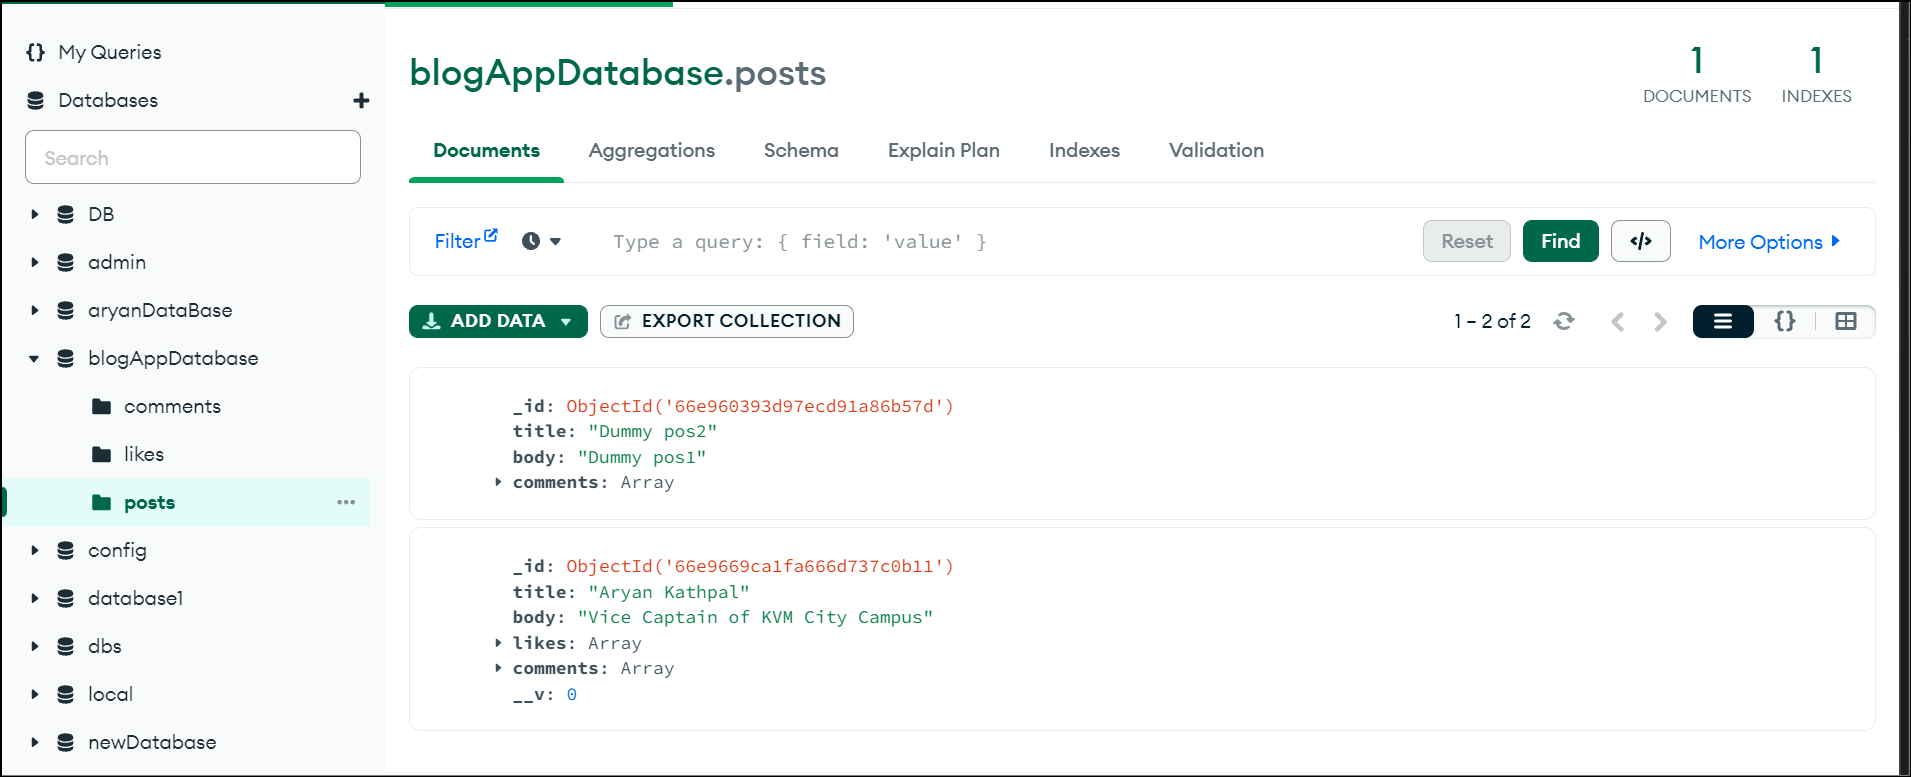 My Queries
Databases
Search
DB
admin
aryanDataBase
blogAppDatabase
comments
likes
posts
config
database1
dbs
local
newDatabase
blogAppDatabase.posts
1 DOCUMENTS
1 INDEXES
Documents Aggregations Schema Explain Plan Indexes Validation
Filter Type a query: { field: 'value' } Reset Find </> More Options
ADD DATA EXPORT COLLECTION 1 – 2 of 2 {}
_id: ObjectId('66e960393d97ecd91a86b57d')
title: "Dummy pos2"
body: "Dummy pos1"
comments: Array
_id: ObjectId('66e9669ca1fa666d737c0b11')
title: "Aryan Kathpal"
body: "Vice Captain of KVM City Campus"
likes: Array
comments: Array
__v: 0